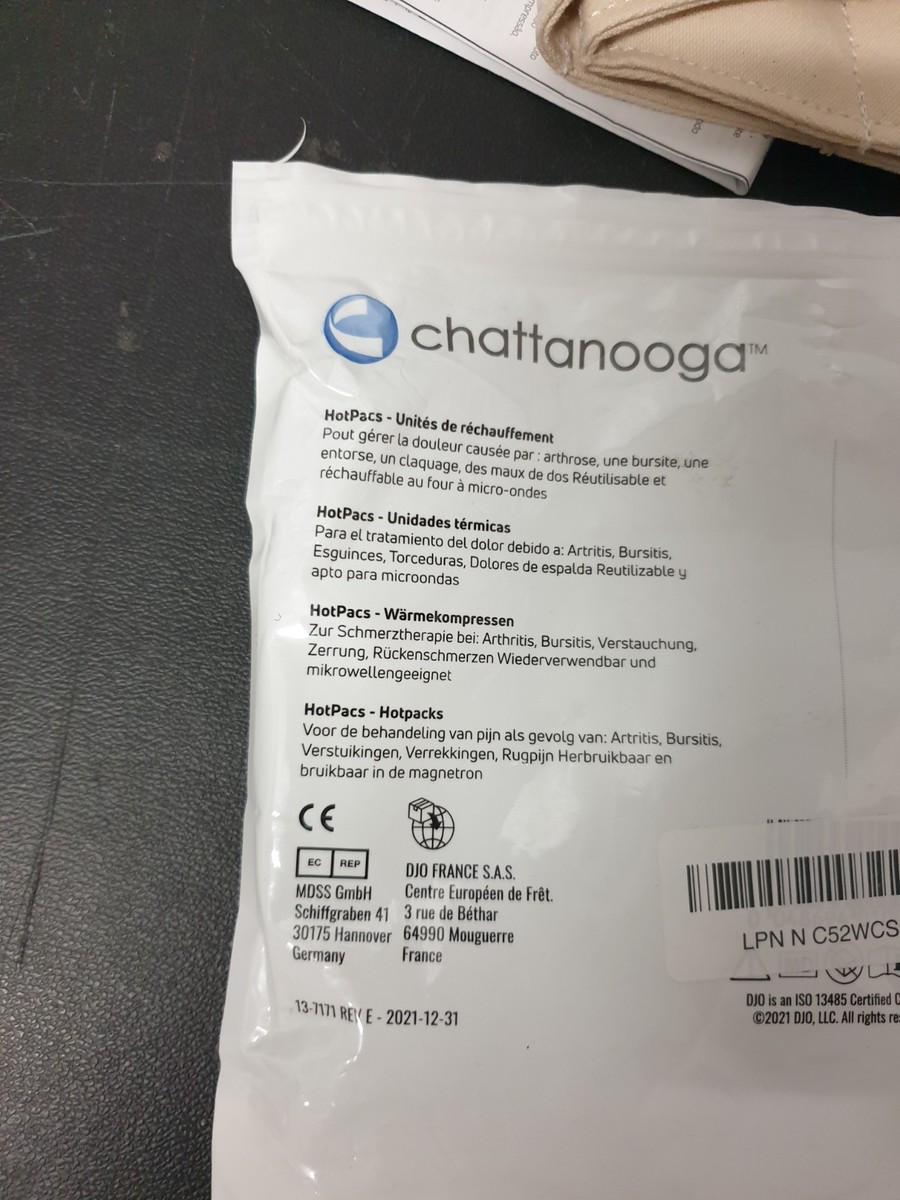 chattanooga™
HotPacs - Unités de réchauffement
Pout gérer la douleur causée par : arthrose, une bursite, une
entorse, un claquage, des maux de dos Réutilisable et
réchauffable au four à micro-ondes
HotPacs - Unidades térmicas
Para el tratamiento del dolor debido a: Artritis, Bursitis,
Esguinces, Torceduras, Dolores de espalda Reutilizable y
apto para microondas
HotPacs - Wärmekompressen
Zur Schmerztherapie bei: Arthritis, Bursitis, Verstauchung,
Zerrung, Rückenschmerzen Wiederverwendbar und
mikrowellengeeignet
HotPacs - Hotpacks
Voor de behandeling van pijn als gevolg van: Artritis, Bursitis,
Verstuikingen, Verrekkingen, Rugpijn Herbruikbaar en
bruikbaar in de magnetron
CE
EC REP
MDSS GmbH
Schiffgraben 41
30175 Hannover
Germany
DJO FRANCE S.A.S.
Centre Européen de Frêt.
3 rue de Béthar
64990 Mouguerre
France
13-7171 REV E - 2021-12-31
LPN N C52WCS
DJO is an ISO 13485 Certified C
©2021 DJO, LLC. All rights re